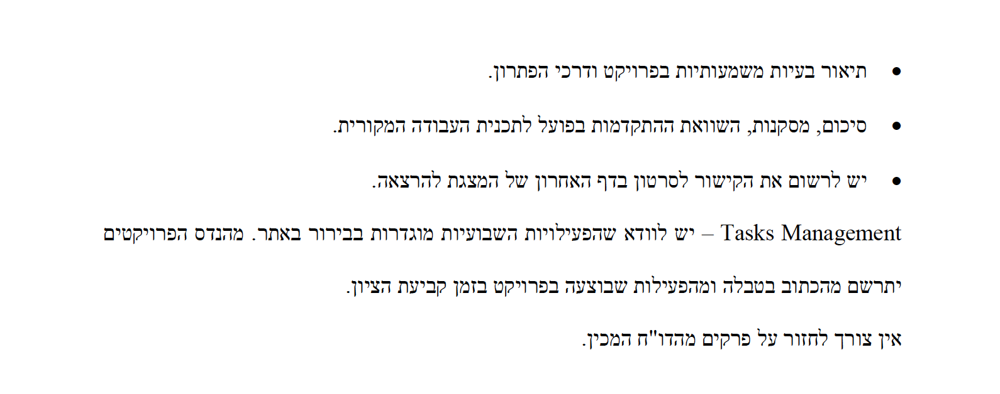 • תיאור בעיות משמעותיות בפרויקט ודרכי הפתרון.
• סיכום, מסקנות, השוואת ההתקדמות בפועל לתכנית העבודה המקורית.
• יש לרשום את הקישור לסרטון בדף האחרון של המצגת להרצאה.
Tasks Management – יש לוודא שהפעילויות השבועיות מוגדרות בבירור באתר. מהנדס הפרויקטים
יתרשם מהכתוב בטבלה ומהפעילות שבוצעה בפרויקט בזמן קביעת הציון.
אין צורך לחזור על פרקים מהדו"ח המכין.